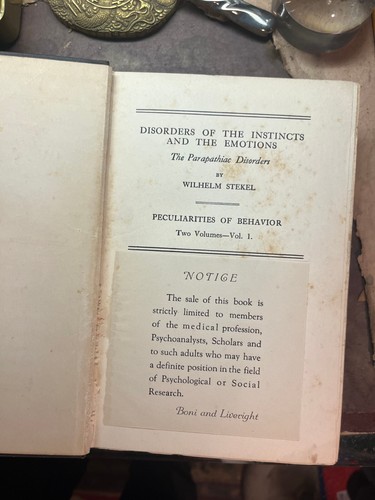 DISORDERS OF THE INSTINCTS
AND THE EMOTIONS
The Parapathiac Disorders
BY
WILHELM STEKEL
PECULIARITIES OF BEHAVIOR
Two Volumes—Vol. 1.
NOTICE
The sale of this book is
strictly limited to members
of the medical profession,
Psychoanalysts, Scholars and
to such adults who may have
a definite position in the field
of Psychological or Social
Research.
Boni and Liveright